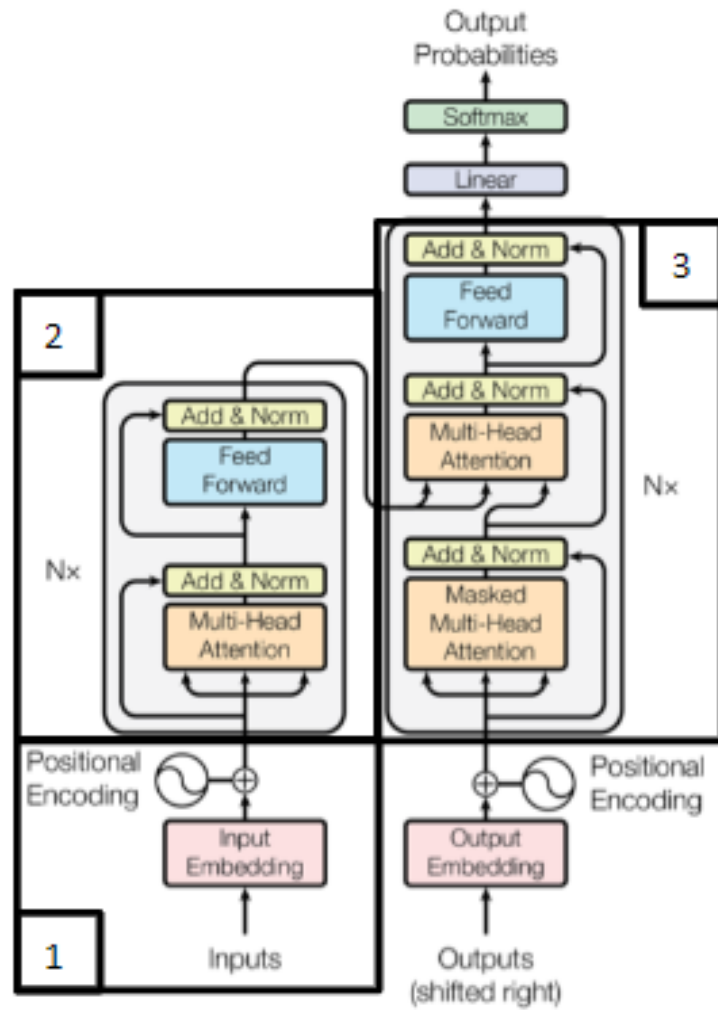 Output
Probabilities
Softmax
Linear
3
Add & Norm
Feed
Forward
Add & Norm
Multi-Head
Attention
N×
Add & Norm
Masked
Multi-Head
Attention
2
Add & Norm
Feed
Forward
N×
Add & Norm
Multi-Head
Attention
Positional
Encoding
Input
Embedding
1
Inputs
Positional
Encoding
Output
Embedding
Outputs
(shifted right)